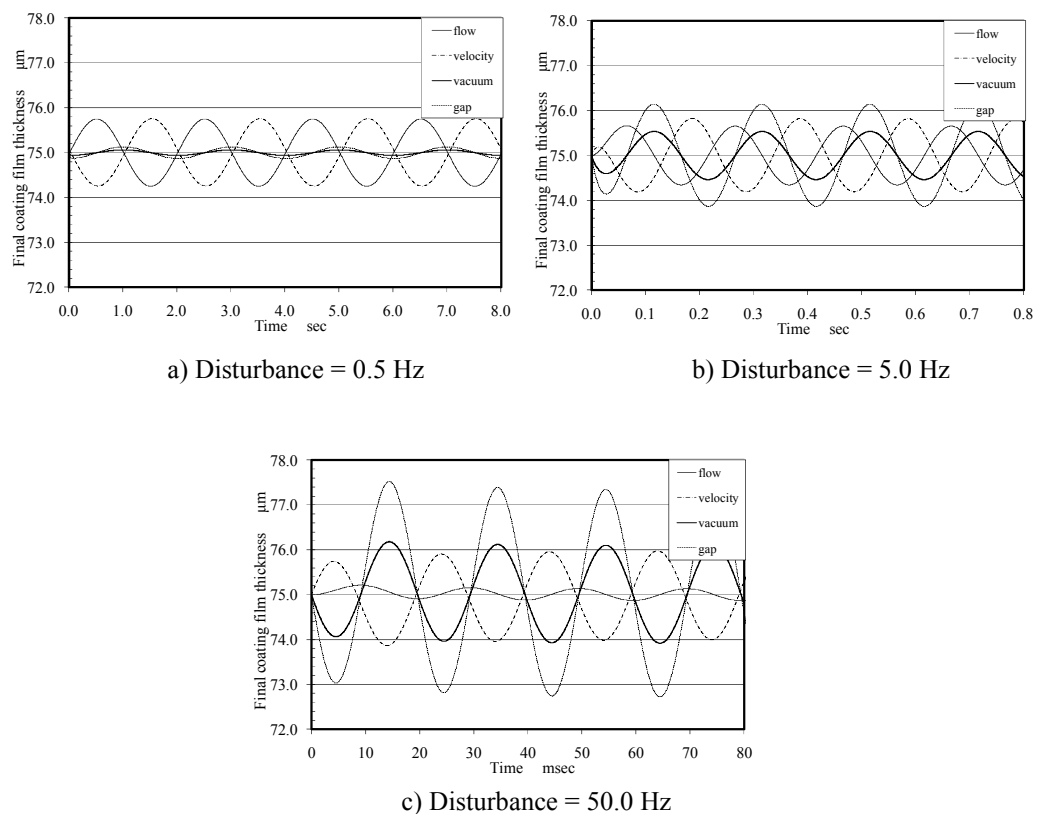 78.0
77.0
76.0
75.0
74.0
73.0
72.0
Final coating film thickness μm
flow
velocity
vacuum
gap
0.0 1.0 2.0 3.0 4.0 5.0 6.0 7.0 8.0
Time sec
a) Disturbance = 0.5 Hz
78.0
77.0
76.0
75.0
74.0
73.0
72.0
Final coating film thickness μm
flow
velocity
vacuum
gap
0.0 0.1 0.2 0.3 0.4 0.5 0.6 0.7 0.8
Time sec
b) Disturbance = 5.0 Hz
78.0
77.0
76.0
75.0
74.0
73.0
72.0
Final coating film thickness μm
flow
velocity
vacuum
gap
0 10 20 30 40 50 60 70 80
Time msec
c) Disturbance = 50.0 Hz